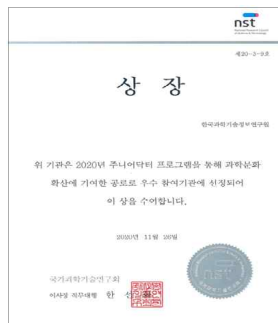 nst
제20-3-9호
상 장
한국과학기술정보연구원
위 기관은 2020년 주니어닥터 프로그램을 통해 과학문화
확산에 기여한 공로로 우수 참여기관에 선정되어
이 상을 수여합니다.
2020년 11월 20일
국가과학기술연구회
이사장 직무대행 한 선
nst